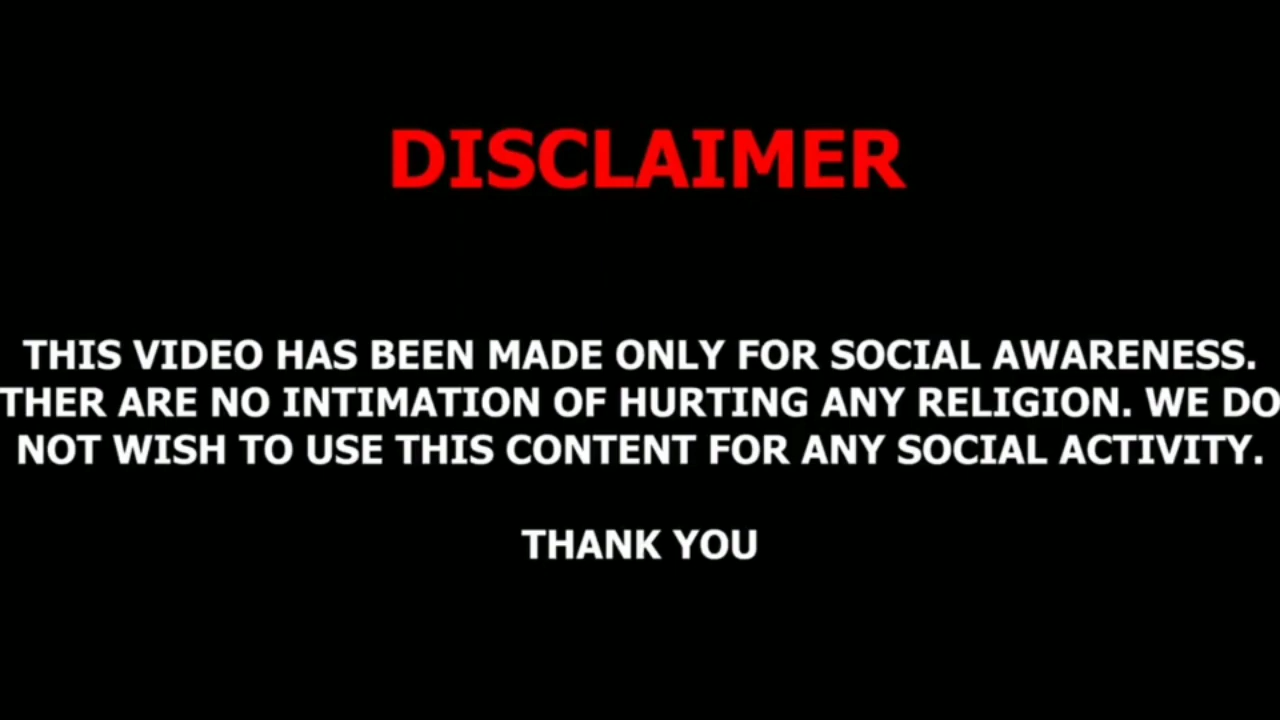 DISCLAIMER
THIS VIDEO HAS BEEN MADE ONLY FOR SOCIAL AWARENESS.
THER ARE NO INTIMATION OF HURTING ANY RELIGION. WE DO
NOT WISH TO USE THIS CONTENT FOR ANY SOCIAL ACTIVITY.
THANK YOU